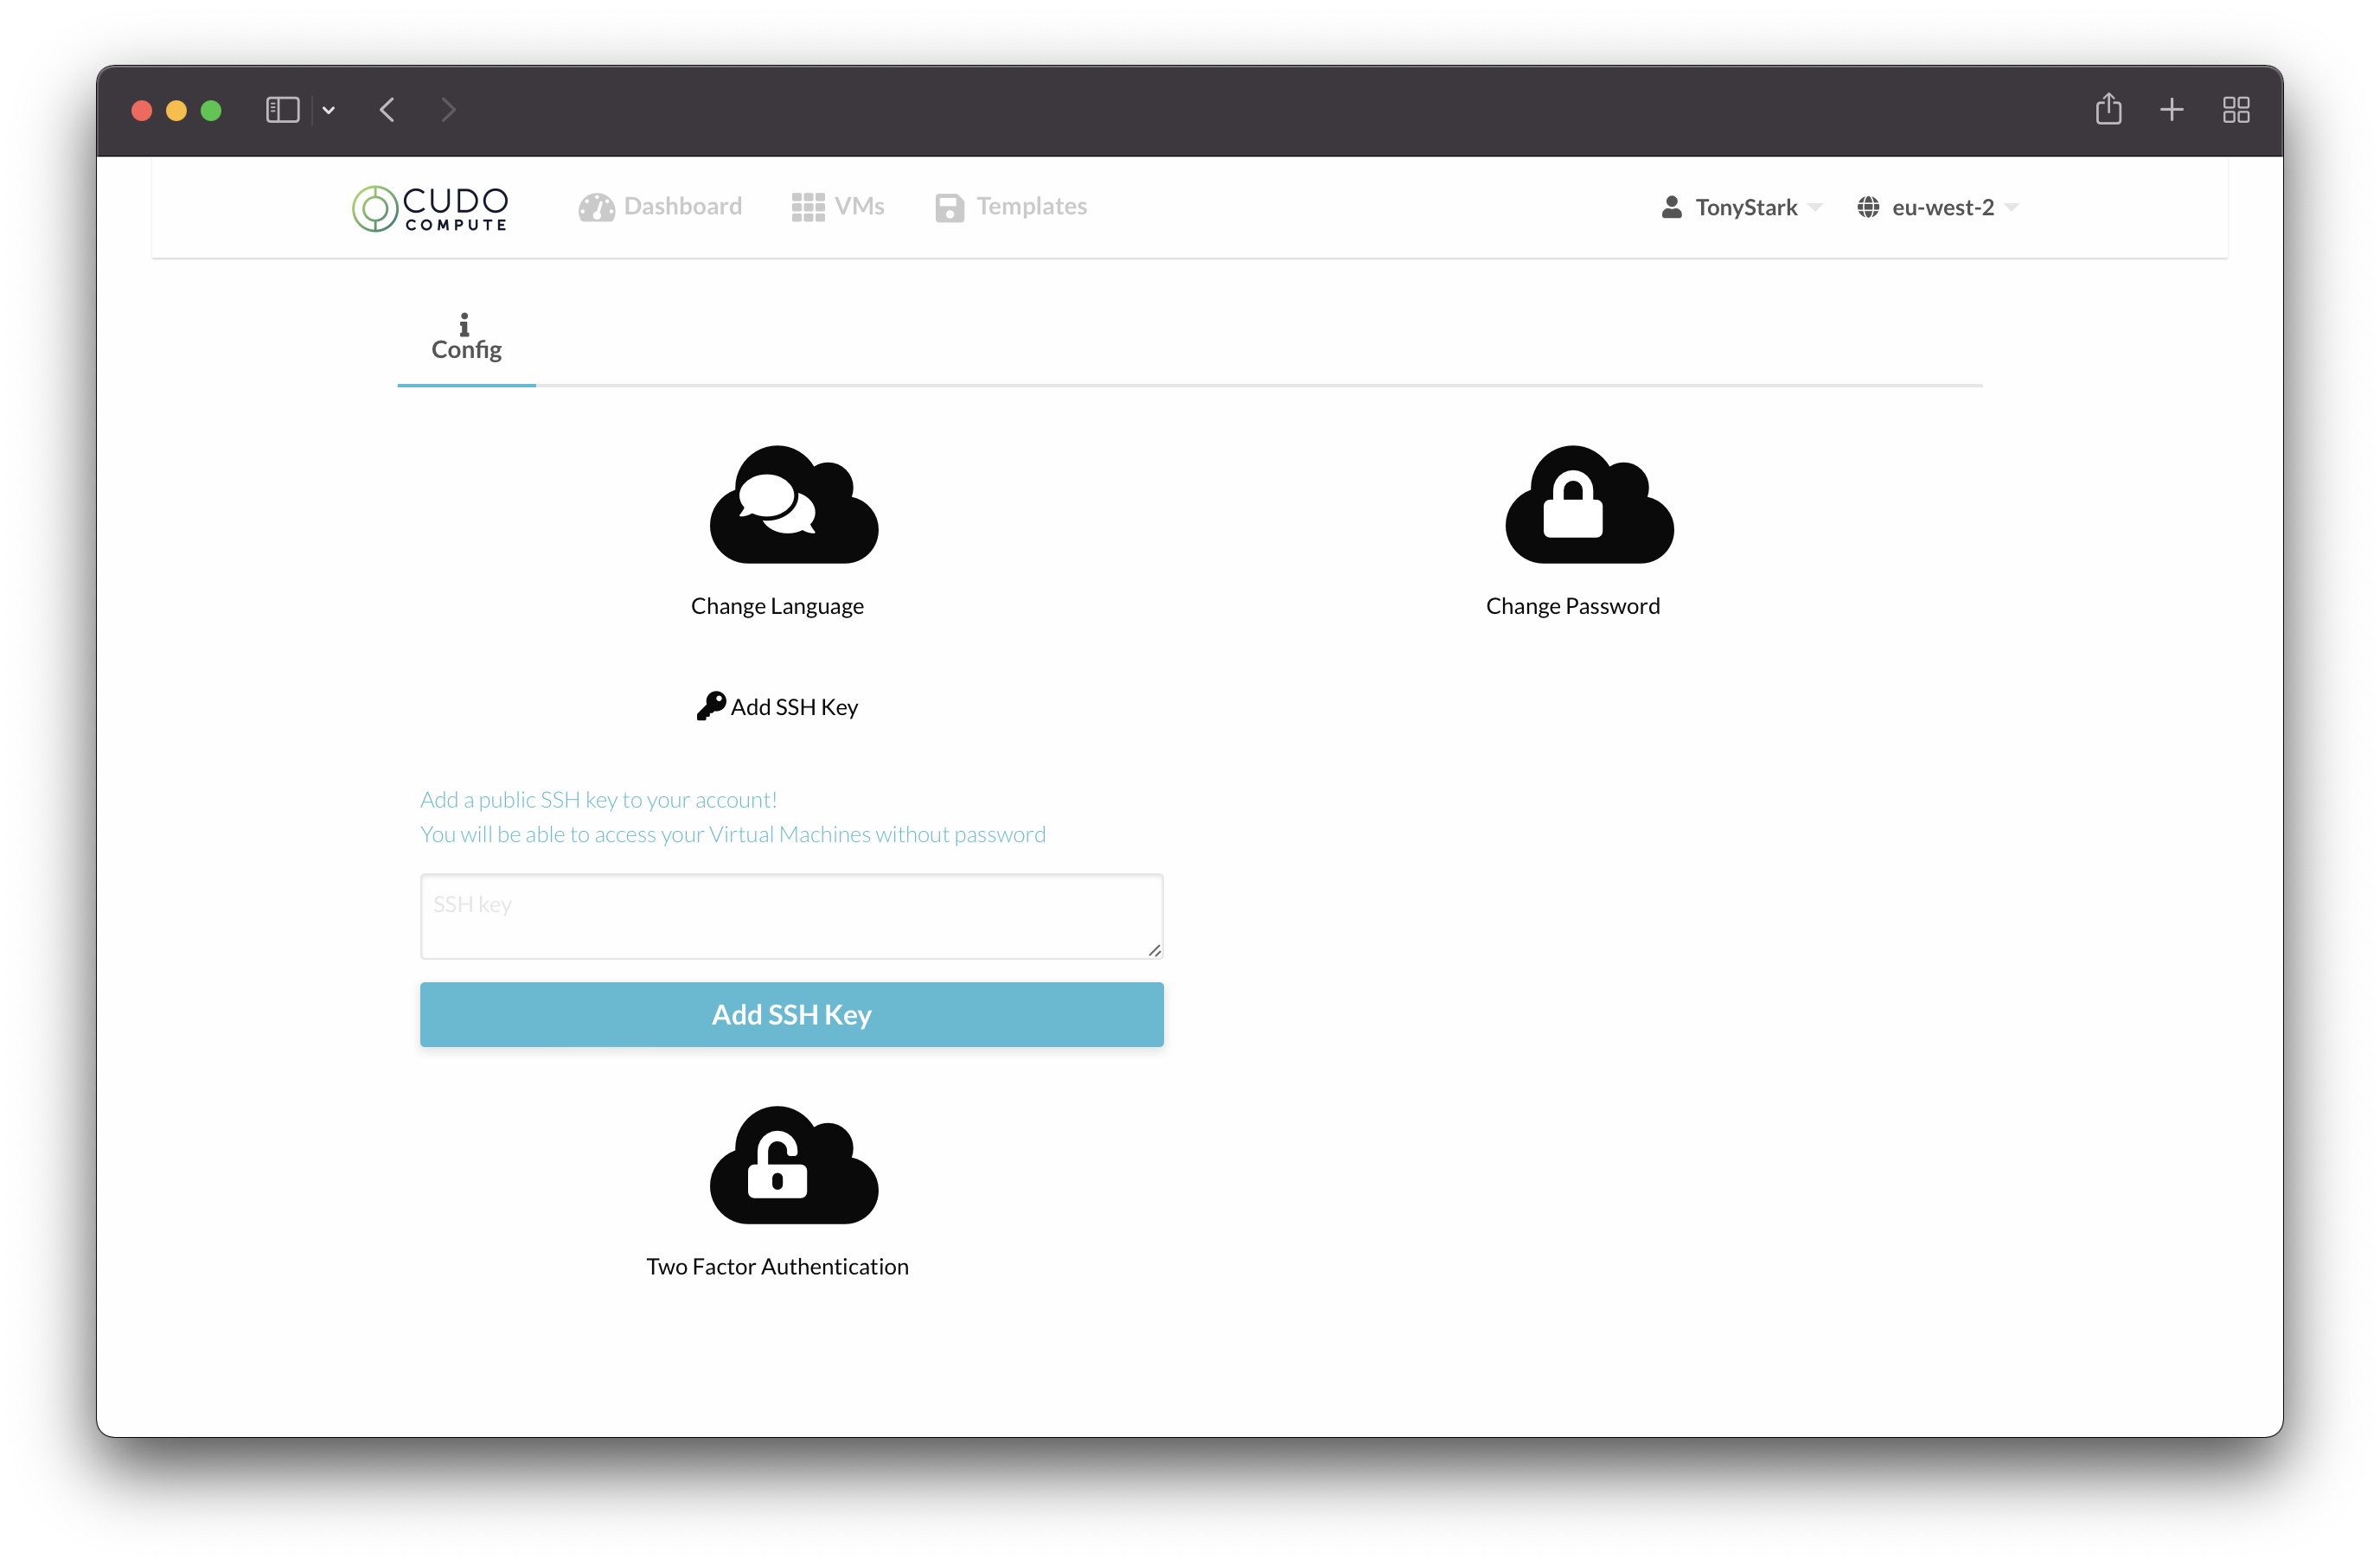 CUDO
COMPUTE
Dashboard
VMs
Templates
TonyStark
eu-west-2
Config
Change Language
Change Password
Add SSH Key
Add a public SSH key to your account!
You will be able to access your Virtual Machines without password
SSH key
Add SSH Key
Two Factor Authentication